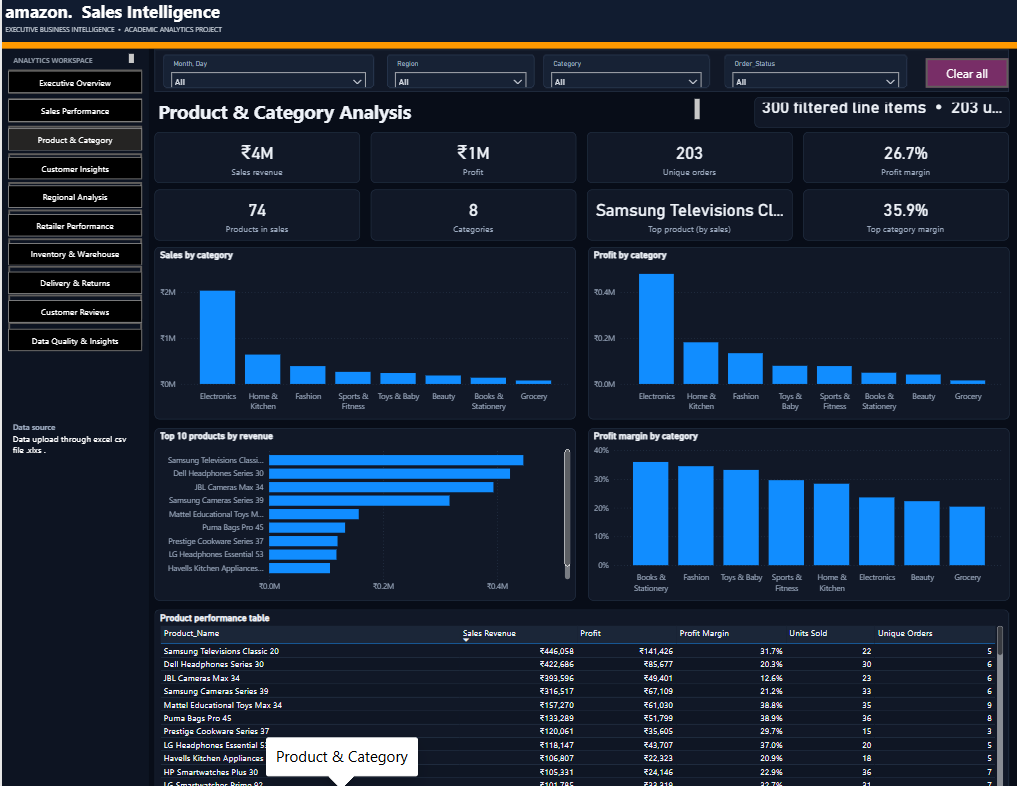 amazon. Sales Intelligence
EXECUTIVE BUSINESS INTELLIGENCE • ACADEMIC ANALYTICS PROJECT
ANALYTICS WORKSPACE
Executive Overview
Sales Performance
Product & Category
Customer Insights
Regional Analysis
Retailer Performance
Inventory & Warehouse
Delivery & Returns
Customer Reviews
Data Quality & Insights
Data source
Data upload through excel csv
file .xlxs .
Month, Day
All
Region
All
Category
All
Order_Status
All
Clear all
Product & Category Analysis
300 filtered line items • 203 u...
₹4M
Sales revenue
₹1M
Profit
203
Unique orders
26.7%
Profit margin
74
Products in sales
8
Categories
Samsung Televisions Cl...
Top product (by sales)
35.9%
Top category margin
Sales by category
₹2M
₹1M
₹0M
Electronics
Home &
Kitchen
Fashion
Sports &
Fitness
Toys & Baby
Beauty
Books &
Stationery
Grocery
Profit by category
₹0.4M
₹0.2M
₹0.0M
Electronics
Home &
Kitchen
Fashion
Toys &
Baby
Sports &
Fitness
Books &
Stationery
Beauty
Grocery
Top 10 products by revenue
Samsung Televisions Classi...
Dell Headphones Series 30
JBL Cameras Max 34
Samsung Cameras Series 39
Mattel Educational Toys M...
Puma Bags Pro 45
Prestige Cookware Series 37
LG Headphones Essential 53
Havells Kitchen Appliances...
₹0.0M
₹0.2M
₹0.4M
Profit margin by category
40%
30%
20%
10%
0%
Books &
Stationery
Fashion
Toys & Baby
Sports &
Fitness
Home &
Kitchen
Electronics
Beauty
Grocery
Product performance table
Product_Name Sales Revenue Profit Profit Margin Units Sold Unique Orders
Samsung Televisions Classic 20 ₹446,058 ₹141,426 31.7% 22 5
Dell Headphones Series 30 ₹422,686 ₹85,677 20.3% 30 6
JBL Cameras Max 34 ₹393,596 ₹49,401 12.6% 23 6
Samsung Cameras Series 39 ₹316,517 ₹67,109 21.2% 33 6
Mattel Educational Toys Max 34 ₹157,270 ₹61,030 38.8% 35 9
Puma Bags Pro 45 ₹133,289 ₹51,799 38.9% 36 8
Prestige Cookware Series 37 ₹120,061 ₹35,605 29.7% 15 3
LG Headphones Essential ₹118,147 ₹43,707 37.0% 20 5
Havells Kitchen Appliances ₹106,807 ₹22,323 20.9% 18 5
HP Smartwatches Plus 30 ₹105,331 ₹24,146 22.9% 36 7
LG Smartwatches Prime 92 ₹101,785 ₹33,319 32.7% 31 7
Product & Category